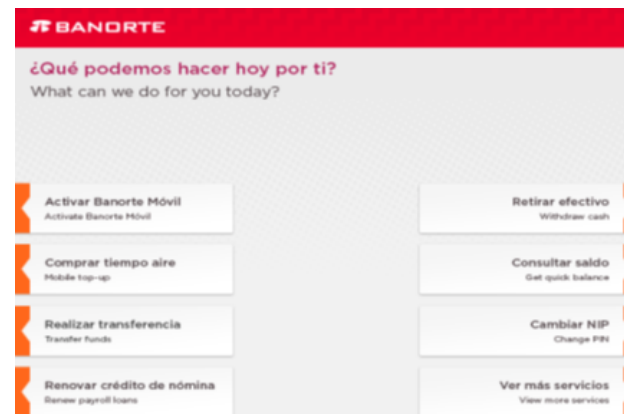 BANORTE
¿Qué podemos hacer hoy por ti?
What can we do for you today?
Activar Banorte Móvil
Activate Banorte Móvil
Retirar efectivo
Withdraw cash
Comprar tiempo aire
Mobile top-up
Consultar saldo
Get quick balance
Realizar transferencia
Transfer funds
Cambiar NIP
Change PIN
Renovar crédito de nómina
Renew payroll loans
Ver más servicios
View more services